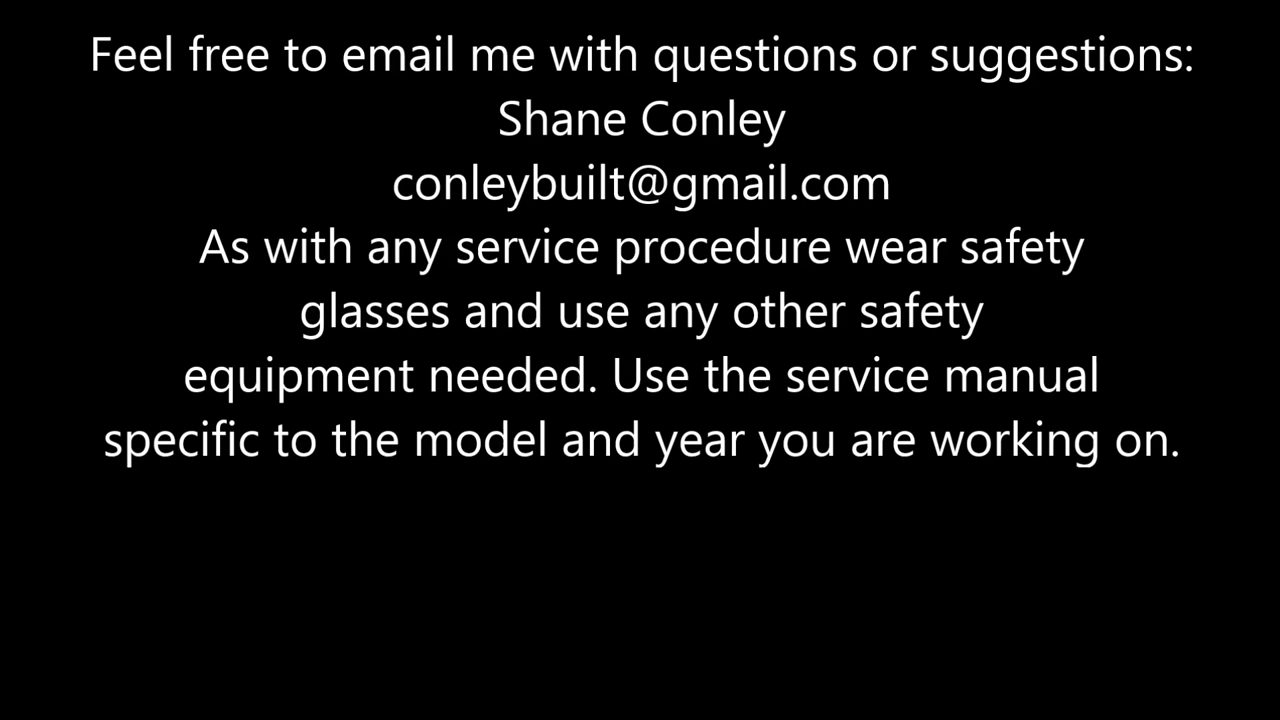 Feel free to email me with questions or suggestions:
Shane Conley
conleybuilt@gmail.com
As with any service procedure wear safety
glasses and use any other safety
equipment needed. Use the service manual
specific to the model and year you are working on.